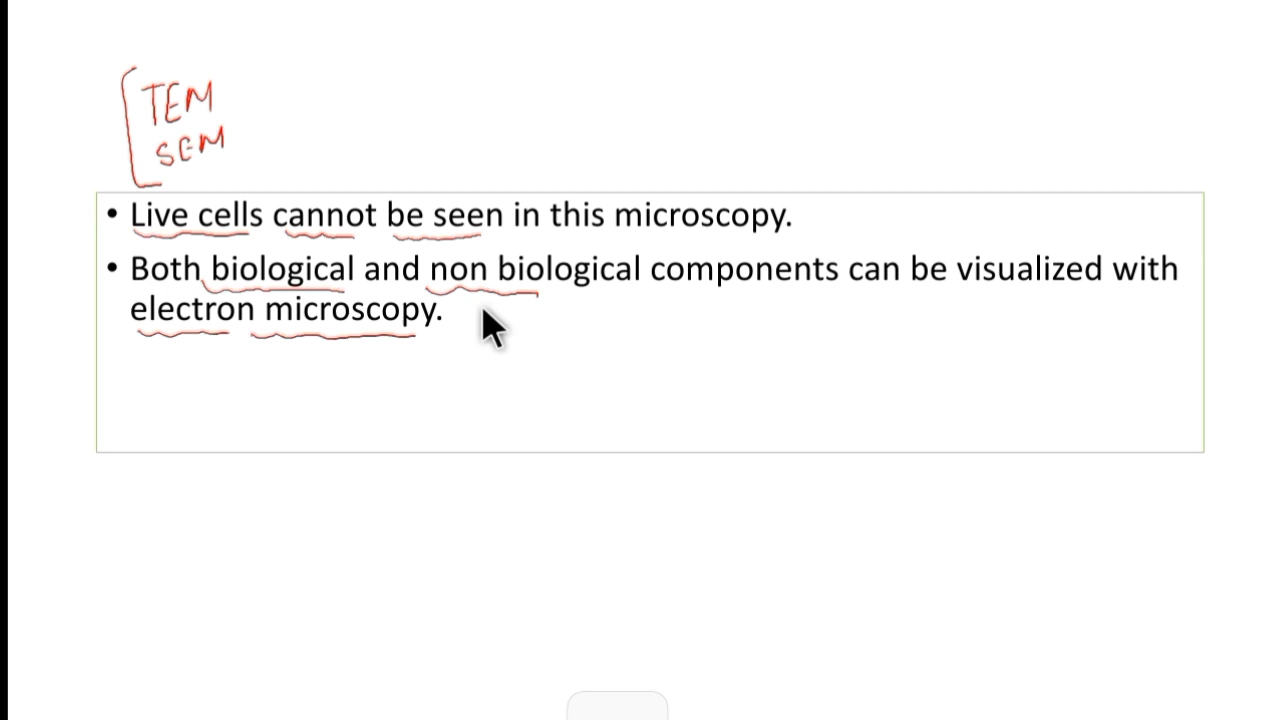 TEM
SEM
• Live cells cannot be seen in this microscopy.
• Both biological and non biological components can be visualized with
electron microscopy.